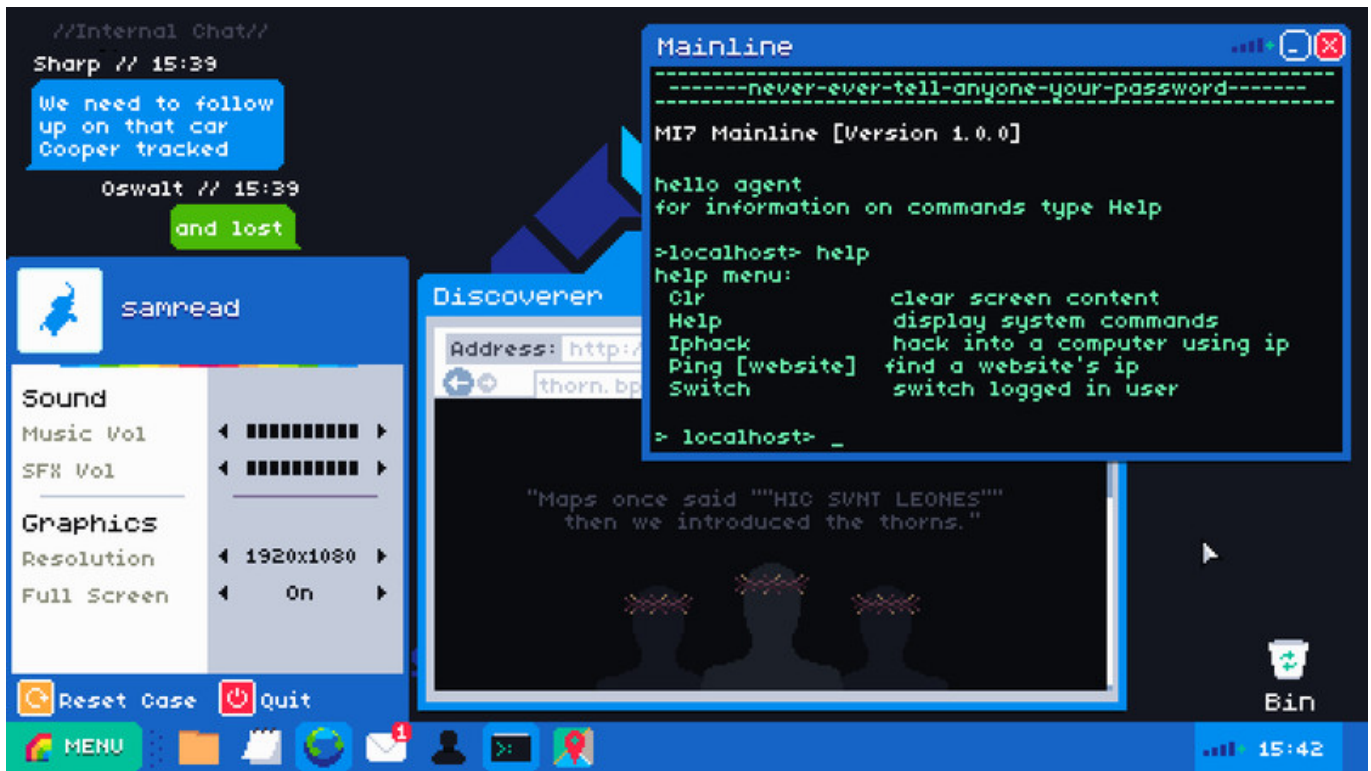 //Internal Chat//
Sharp // 15:39
We need to follow
up on that car
Cooper tracked
Oswalt // 15:39
and lost
samread
Sound
Music Vol
SFX Vol
Graphics
Resolution 1920x1080
Full Screen On
Reset Case Quit
Discoverer
Address: http:/
thorn.bp
"Maps once said ""HIC SVNT LEONES""
then we introduced the thorns."
Mainline
-------never-ever-tell-anyone-your-password-------
MI7 Mainline [Version 1.0.0]
hello agent
for information on commands type Help
>localhost> help
help menu:
Clr clear screen content
Help display system commands
Iphack hack into a computer using ip
Ping [website] find a website's ip
Switch switch logged in user
> localhost> _
Bin
MENU
1
15:42